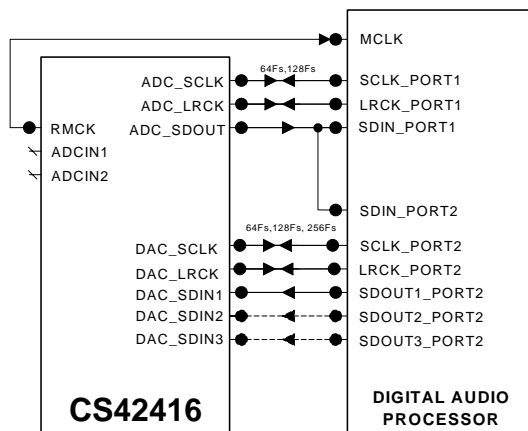 MCLK
64Fs,128Fs
ADC_SCLK
SCLK_PORT1
ADC_LRCK
LRCK_PORT1
RMCK
ADC_SDOUT
SDIN_PORT1
ADCIN1
ADCIN2
SDIN_PORT2
64Fs,128Fs, 256Fs
DAC_SCLK
SCLK_PORT2
DAC_LRCK
LRCK_PORT2
DAC_SDIN1
SDOUT1_PORT2
DAC_SDIN2
SDOUT2_PORT2
DAC_SDIN3
SDOUT3_PORT2
CS42416
DIGITAL AUDIO
PROCESSOR